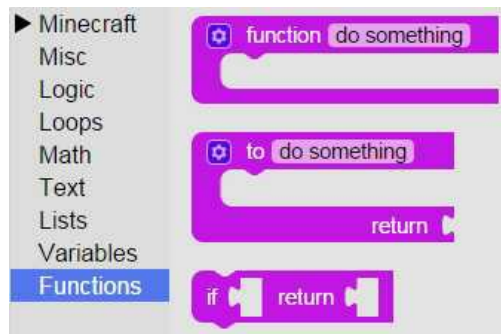 Minecraft
Misc
Logic
Loops
Math
Text
Lists
Variables
Functions
function do something
to do something
return
if return